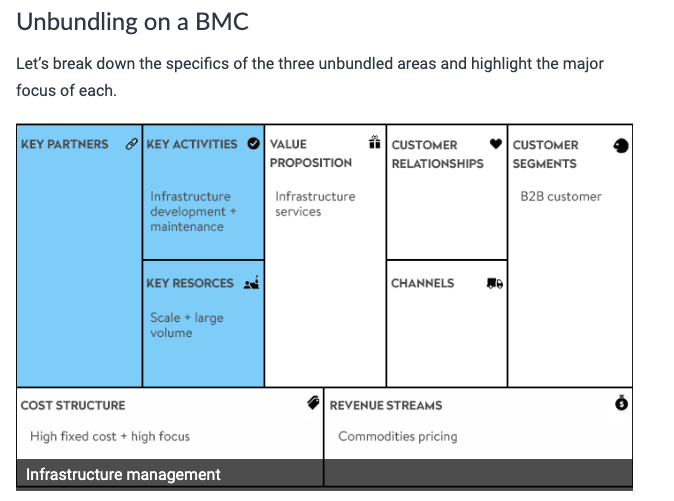 Unbundling on a BMC
Let's break down the specifics of the three unbundled areas and highlight the major
focus of each.
KEY PARTNERS
KEY ACTIVITIES
Infrastructure
development +
maintenance
KEY RESORCES
Scale + large
volume
VALUE
PROPOSITION
Infrastructure
services
CUSTOMER
RELATIONSHIPS
CHANNELS
CUSTOMER
SEGMENTS
B2B customer
COST STRUCTURE
High fixed cost + high focus
REVENUE STREAMS
Commodities pricing
Infrastructure management